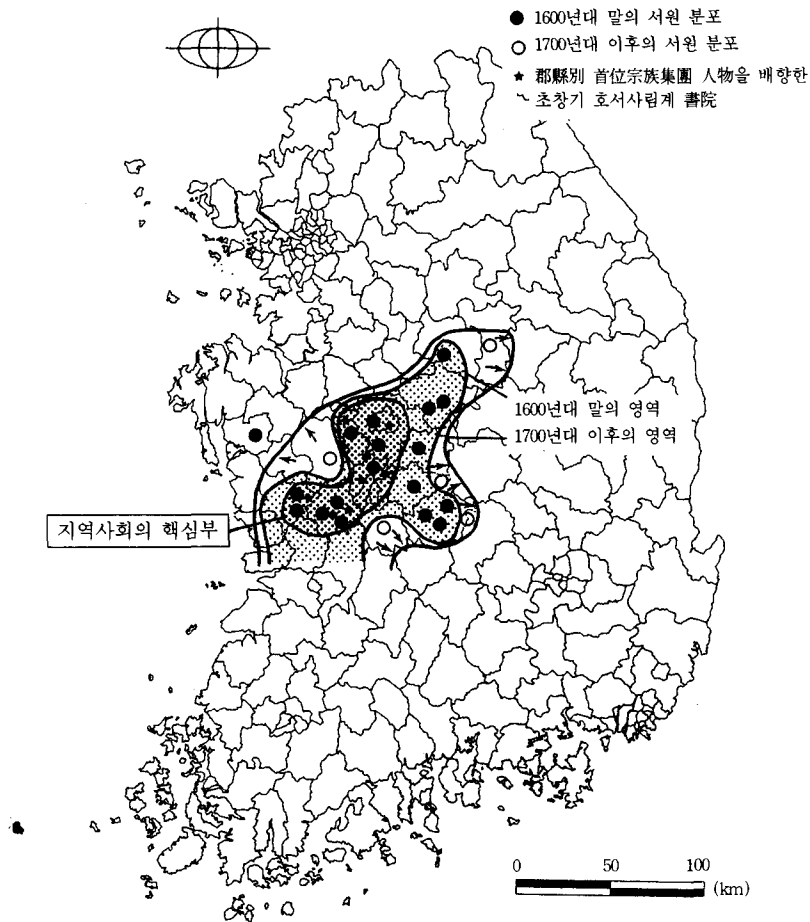 ● 1600년대 말의 서원 분포
○ 1700년대 이후의 서원 분포
★ 郡縣別 首位宗族集團 人物을 배향한
초창기 호서사림계 書院
1600년대 말의 영역
1700년대 이후의 영역
지역사회의 핵심부
0 50 100
(km)